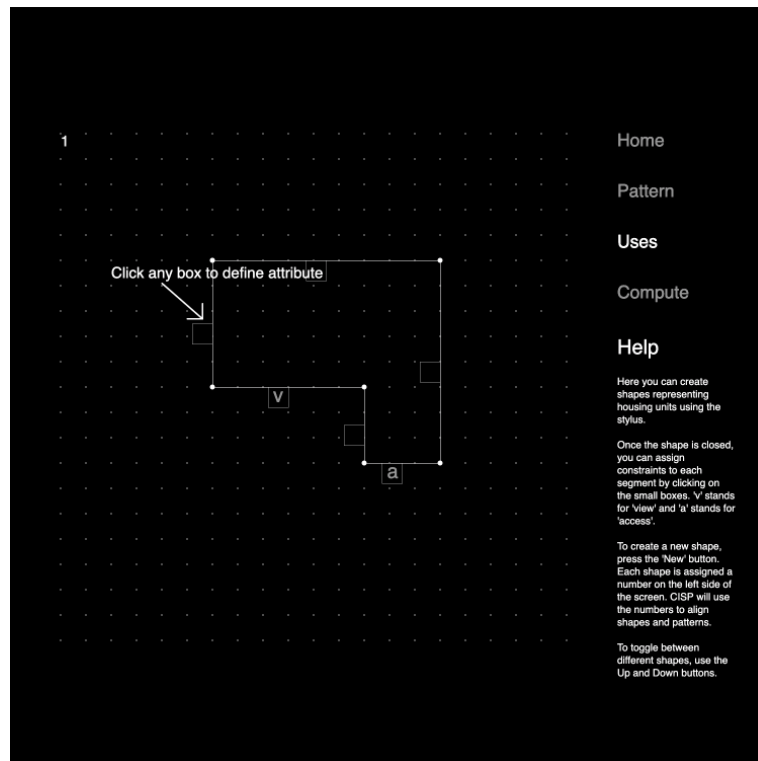 1
Click any box to define attribute
v
a
Home
Pattern
Uses
Compute
Help
Here you can create
shapes representing
housing units using the
stylus.
Once the shape is closed,
you can assign
constraints to each
segment by clicking on
the small boxes. 'v' stands
for 'view' and 'a' stands for
'access'.
To create a new shape,
press the 'New' button.
Each shape is assigned a
number on the left side of
the screen. CISP will use
the numbers to align
shapes and patterns.
To toggle between
different shapes, use the
Up and Down buttons.